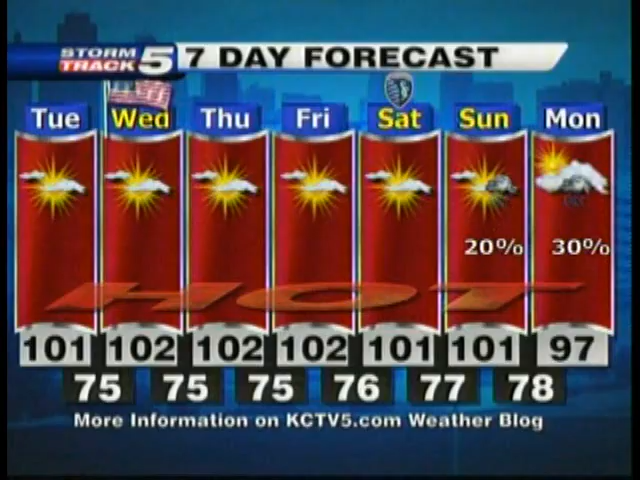 STORM TRACK 5 7 DAY FORECAST
Tue Wed Thu Fri Sat Sun Mon
20% 30%
HOT
101 102 102 102 101 101 97
75 75 75 76 77 78
More Information on KCTV5.com Weather Blog